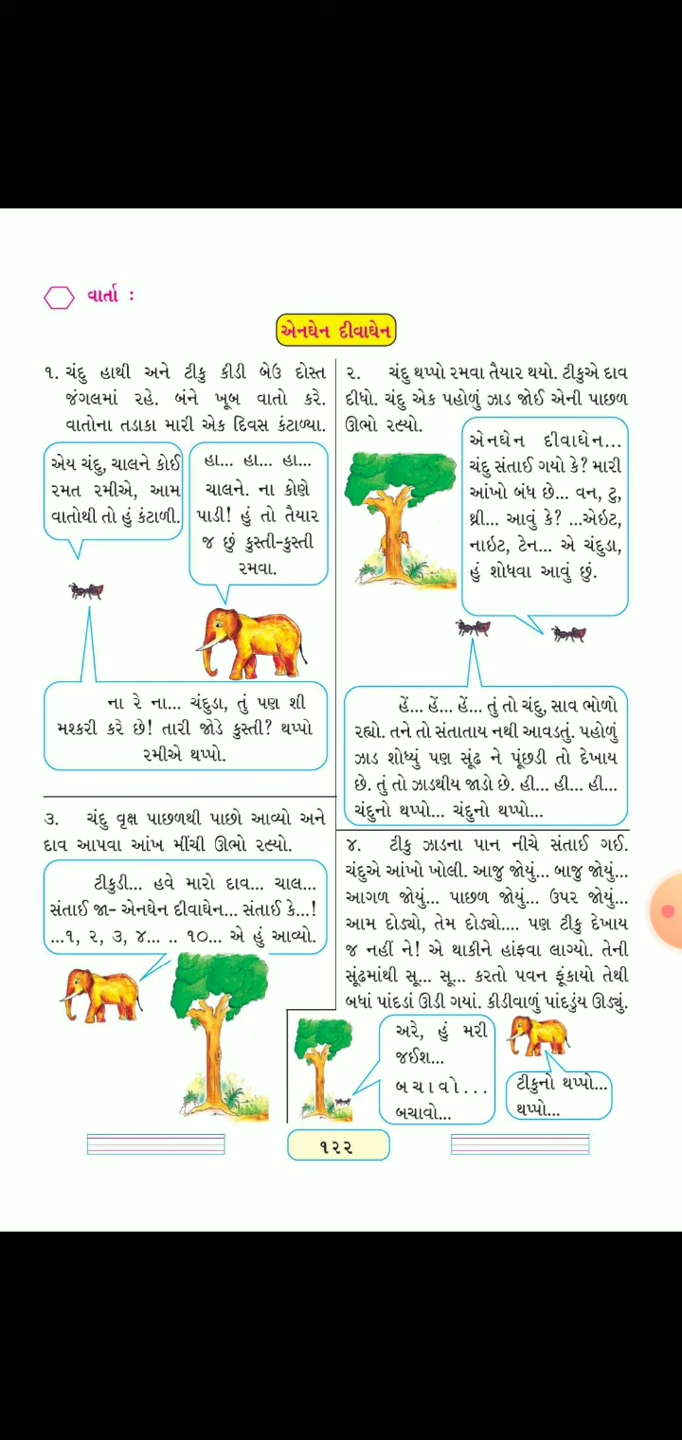 વાર્તા :
એનઘેન દીવાઘેન
૧. ચંદુ હાથી અને ટીકુ કીડી બેઉ દોસ્ત
જંગલમાં રહે. બંને ખૂબ વાતો કરે.
વાતોના તડાકા મારી એક દિવસ કંટાળ્યા.
એય ચંદુ, ચાલને કોઈ
રમત રમીએ, આમ
વાતોથી તો હું કંટાળી.
હા... હા... હા...
ચાલને. ના કોણે
પાડી! હું તો તૈયાર
જ છું કુસ્તી-કુસ્તી
રમવા.
ના રે ના... ચંદુડા, તું પણ શી
મશ્કરી કરે છે! તારી જોડે કુસ્તી? થપ્પો
રમીએ થપ્પો.
૨. ચંદુ થપ્પો રમવા તૈયાર થયો. ટીકુએ દાવ
દીધો. ચંદુ એક પહોળું ઝાડ જોઈ એની પાછળ
ઊભો રહ્યો.
એનઘેન દીવાઘેન...
ચંદુ સંતાઈ ગયો કે? મારી
આંખો બંધ છે... વન, ટુ,
થ્રી... આવું કે? ...એઇટ,
નાઇટ, ટેન... એ ચંદુડા,
હું શોધવા આવું છું.
હેં... હેં... હેં... તું તો ચંદુ, સાવ ભોળો
રહ્યો. તને તો સંતાતાય નથી આવડતું. પહોળું
ઝાડ શોધ્યું પણ સૂંઢ ને પૂંછડી તો દેખાય
છે. તું તો ઝાડથીય જાડો છે. હી... હી... હી...
ચંદુનો થપ્પો... ચંદુનો થપ્પો...
૩. ચંદુ વૃક્ષ પાછળથી પાછો આવ્યો અને
દાવ આપવા આંખ મીંચી ઊભો રહ્યો.
ટીકુડી... હવે મારો દાવ... ચાલ...
સંતાઈ જા- એનઘેન દીવાઘેન... સંતાઈ કે...!
...૧, ૨, ૩, ૪... .. ૧૦... એ હું આવ્યો.
૪. ટીકુ ઝાડના પાન નીચે સંતાઈ ગઈ.
ચંદુએ આંખો ખોલી. આજુ જોયું... બાજુ જોયું...
આગળ જોયું... પાછળ જોયું... ઉપર જોયું...
આમ દોડ્યો, તેમ દોડ્યો.... પણ ટીકુ દેખાય
જ નહીં ને! એ થાકીને હાંફવા લાગ્યો. તેની
સૂંઢમાંથી સૂ... સૂ... કરતો પવન ફૂંકાયો તેથી
બધાં પાંદડાં ઊડી ગયાં. કીડીવાળું પાંદડુંય ઊડ્યું.
અરે, હું મરી
જઈશ...
બચાવો...
બચાવો...
ટીકુનો થપ્પો...
થપ્પો...
૧૨૨